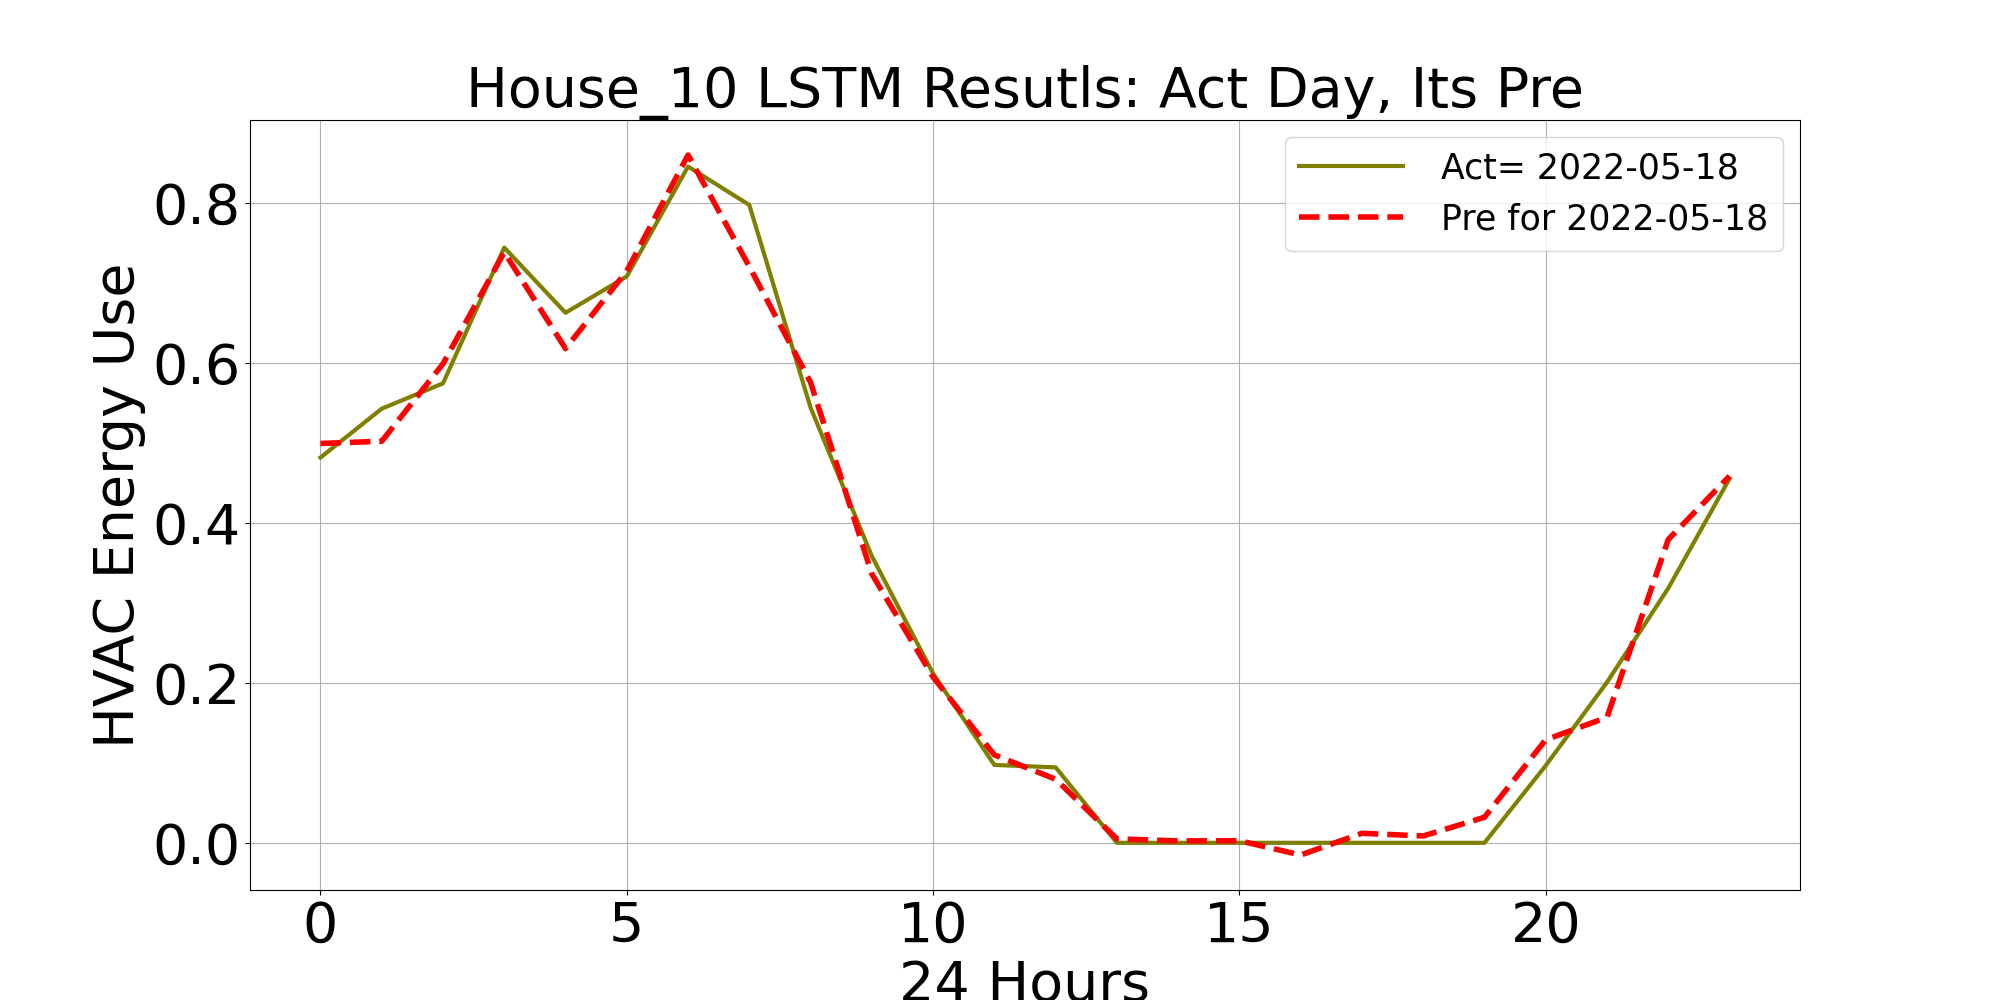 House_10 LSTM Resutls: Act Day, Its Pre
Act= 2022-05-18
Pre for 2022-05-18
HVAC Energy Use
0.8
0.6
0.4
0.2
0.0
0 5 10 15 20
24 Hours